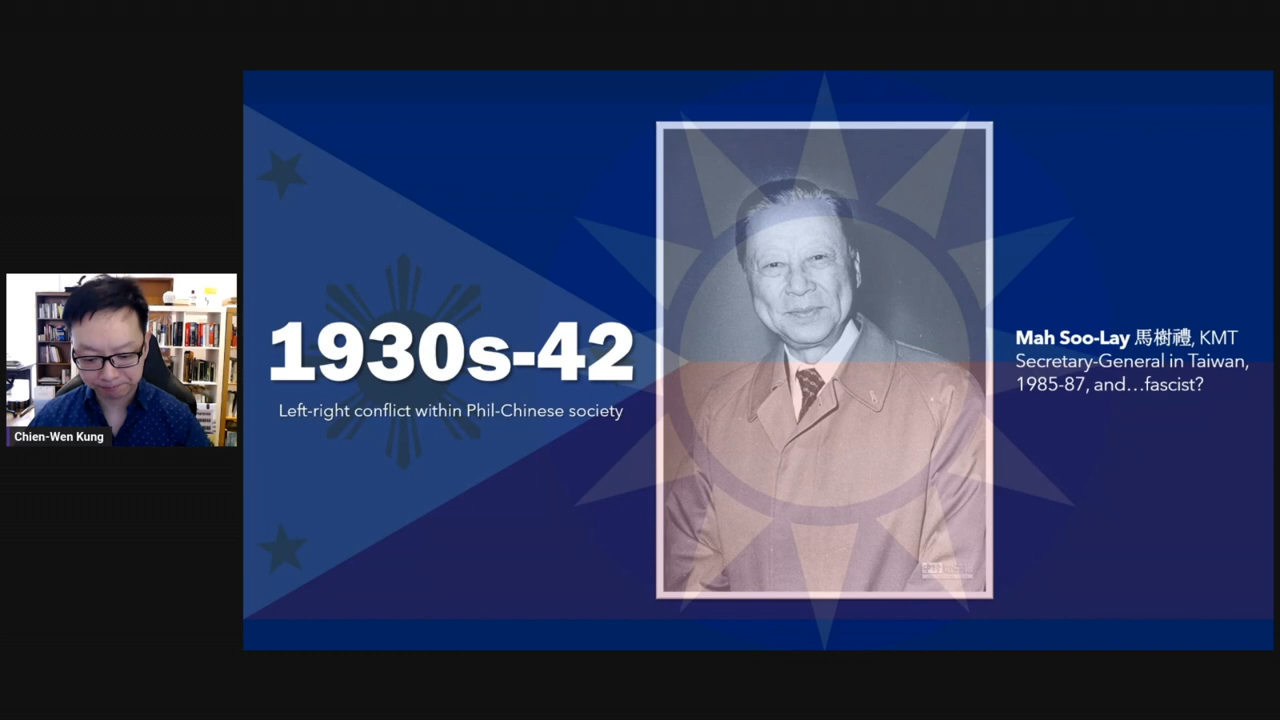 1930s-42
Left-right conflict within Phil-Chinese society
Mah Soo-Lay 馬樹禮, KMT
Secretary-General in Taiwan,
1985-87, and...fascist?
Chien-Wen Kung